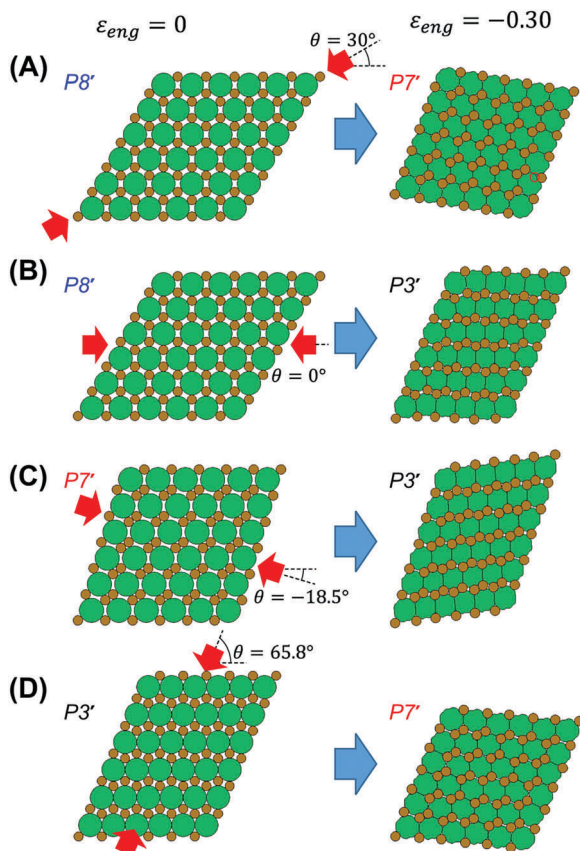 ε_eng = 0
ε_eng = −0.30
(A)
P8′
θ = 30°
P7′
(B)
P8′
θ = 0°
P3′
(C)
P7′
θ = −18.5°
P3′
θ = 65.8°
(D)
P3′
P7′